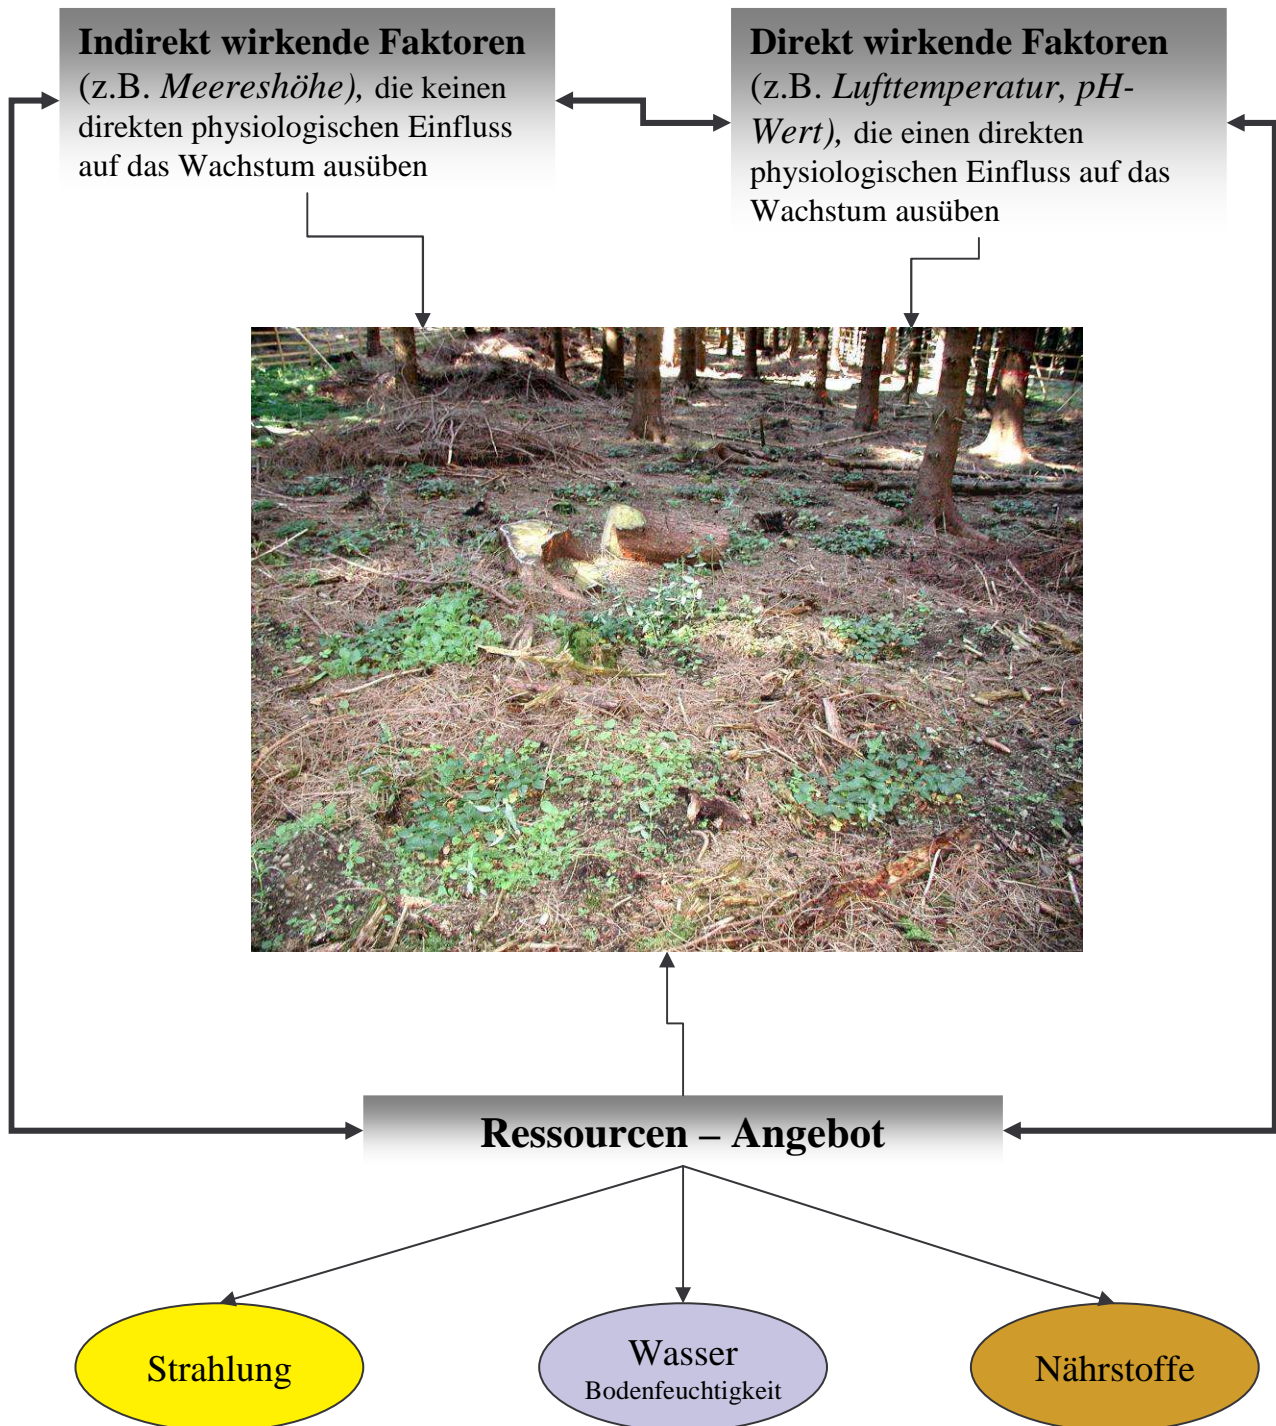 Indirekt wirkende Faktoren
(z.B. Meereshöhe), die keinen
direkten physiologischen Einfluss
auf das Wachstum ausüben
Direkt wirkende Faktoren
(z.B. Lufttemperatur, pH-
Wert), die einen direkten
physiologischen Einfluss auf das
Wachstum ausüben
Ressourcen – Angebot
Strahlung
Wasser
Bodenfeuchtigkeit
Nährstoffe